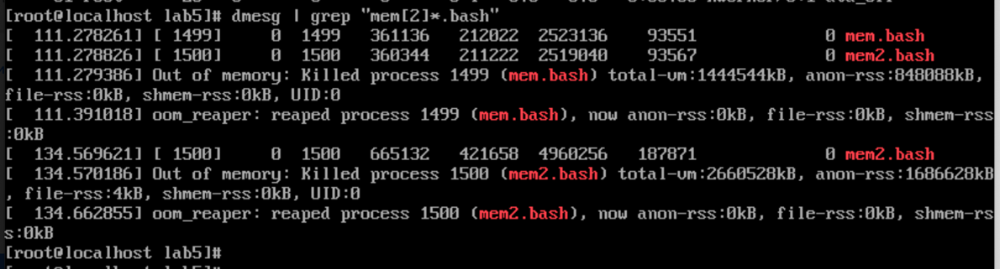 [root@localhost lab5]# dmesg | grep "mem[2]*.bash"
[  111.278261] [ 1499]     0  1499   361136   212022  2523136    93551             0 mem.bash
[  111.278826] [ 1500]     0  1500   360344   211222  2519040    93567             0 mem2.bash
[  111.279386] Out of memory: Killed process 1499 (mem.bash) total-vm:1444544kB, anon-rss:848088kB,
file-rss:0kB, shmem-rss:0kB, UID:0
[  111.391018] oom_reaper: reaped process 1499 (mem.bash), now anon-rss:0kB, file-rss:0kB, shmem-rss
:0kB
[  134.569621] [ 1500]     0  1500   665132   421658  4960256   187871             0 mem2.bash
[  134.570186] Out of memory: Killed process 1500 (mem2.bash) total-vm:2660528kB, anon-rss:1686628kB
, file-rss:4kB, shmem-rss:0kB, UID:0
[  134.662855] oom_reaper: reaped process 1500 (mem2.bash), now anon-rss:0kB, file-rss:0kB, shmem-rs
s:0kB
[root@localhost lab5]#